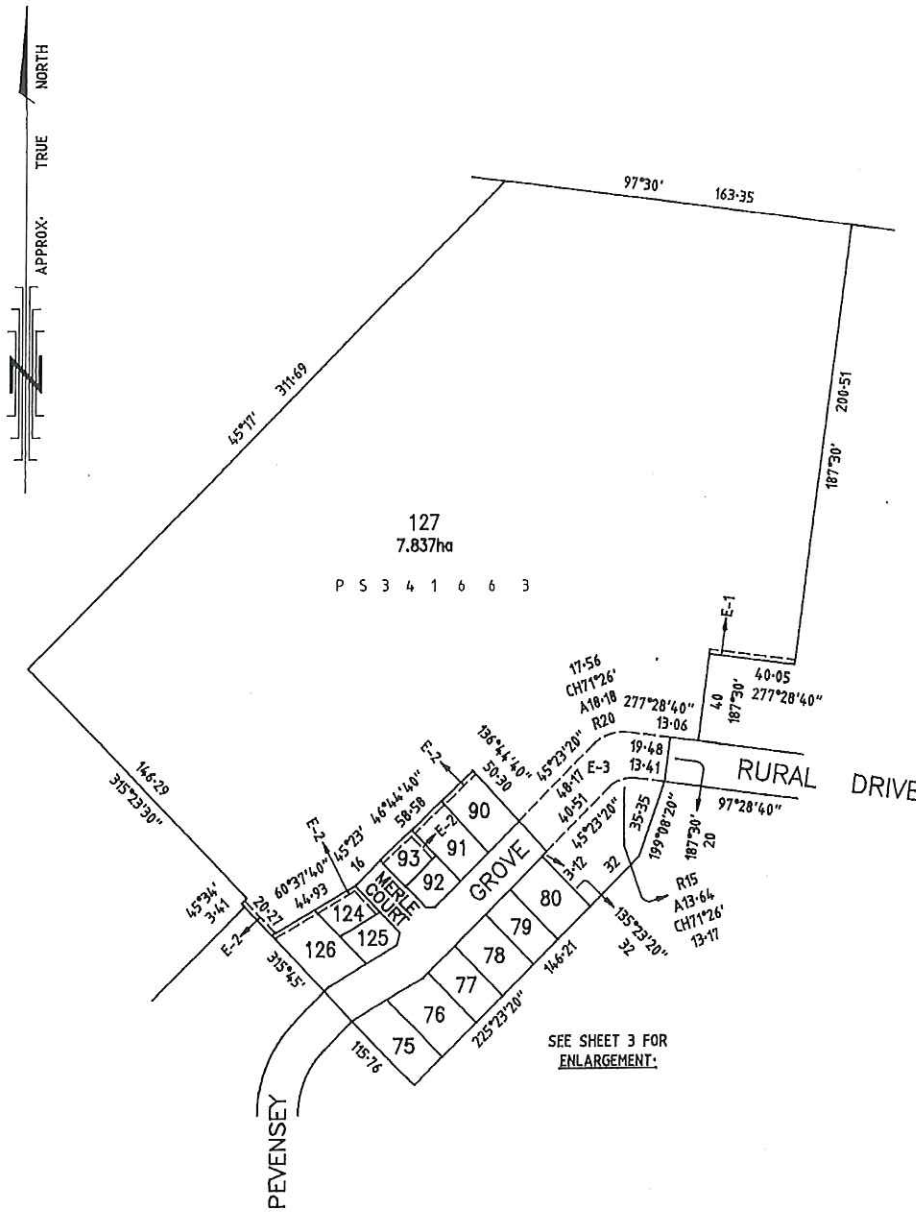 APPROX· TRUE NORTH
97°30' 163·35
45°17' 311·69
187°30' 200·51
127
7.837ha
P S 3 4 1 6 6 3
E-1
40·05
277°28'40"
40
187°30'
17·56
CH71°26'
A18·18
R20
277°28'40"
13·06
146·29
315°23'30"
E-2
136°44'40"
50·30
46°44'40"
58·58
45°23'
16
E-2
60°37'40"
44·93
45°34'
3·41
20·27
E-2
315°45'
45°23'20"
48·17
E-3
40·51
45°23'20"
19·48
13·41
RURAL DRIVE
97°28'40"
187°30'
20
35·35
199°08'20"
R15
A13·64
CH71°26'
13·17
90
91
93
E-2
92
MERLE
COURT
124
125
126
GROVE
3·12
32
135°23'20"
32
80
79
78
77
76
75
146·21
225°23'20"
115·76
PEVENSEY
SEE SHEET 3 FOR
ENLARGEMENT·